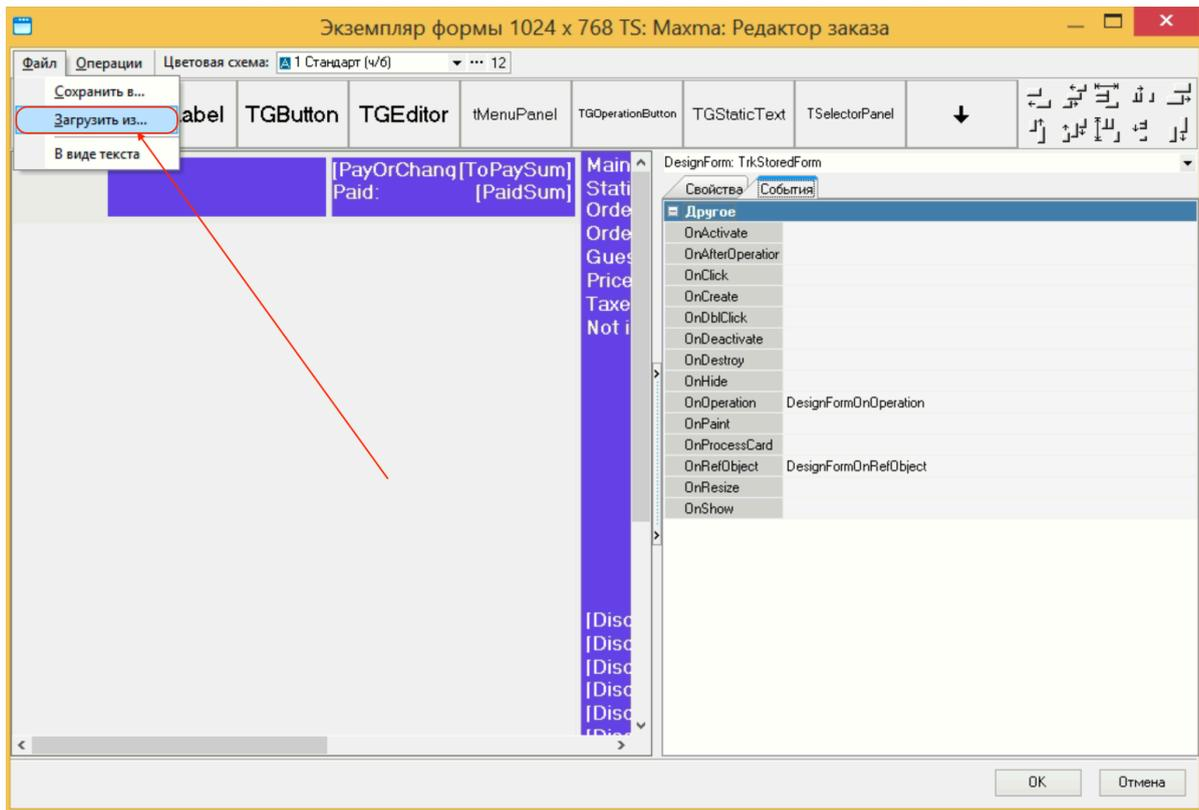 Экземпляр формы 1024 x 768 TS: Maxma: Редактор заказа
Файл Операции Цветовая схема: 1 Стандарт (ч/б) ... 12
Сохранить в...
Загрузить из...
В виде текста
abel TGButton TGEditor tMenuPanel TGOperationButton TGStaticText TSelectorPanel
[PayOrChang [ToPaySum]
Paid: [PaidSum]
Main
Stati
Orde
Orde
Gues
Price
Taxe
Not i
[Disc
[Disc
[Disc
[Disc
[Disc
DesignForm: TrkStoredForm
Свойства События
Другое
OnActivate
OnAfterOperation
OnClick
OnCreate
OnDblClick
OnDeactivate
OnDestroy
OnHide
OnOperation DesignFormOnOperation
OnPaint
OnProcessCard
OnRefObject DesignFormOnRefObject
OnResize
OnShow
OK Отмена